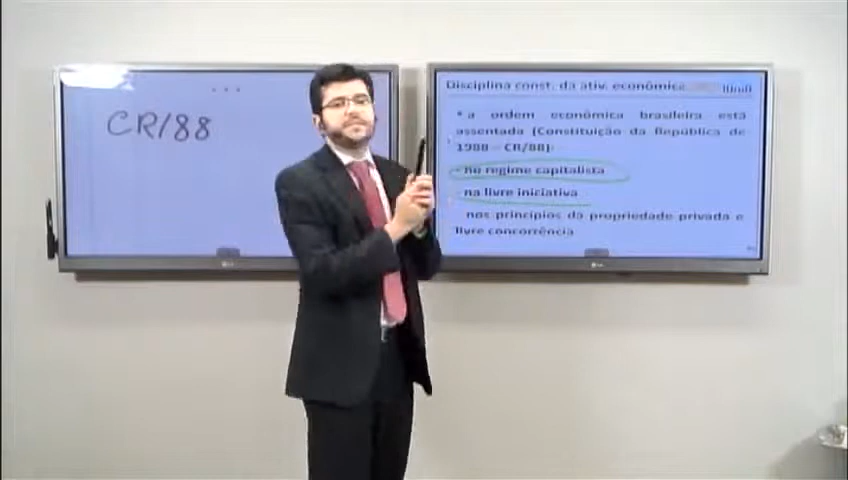 CR/88
Disciplina const. da ativ. econômica
* a ordem econômica brasileira está
assentada (Constituição da República de
1988 – CR/88):
- no regime capitalista
- na livre iniciativa
nos princípios da propriedade privada e
livre concorrência